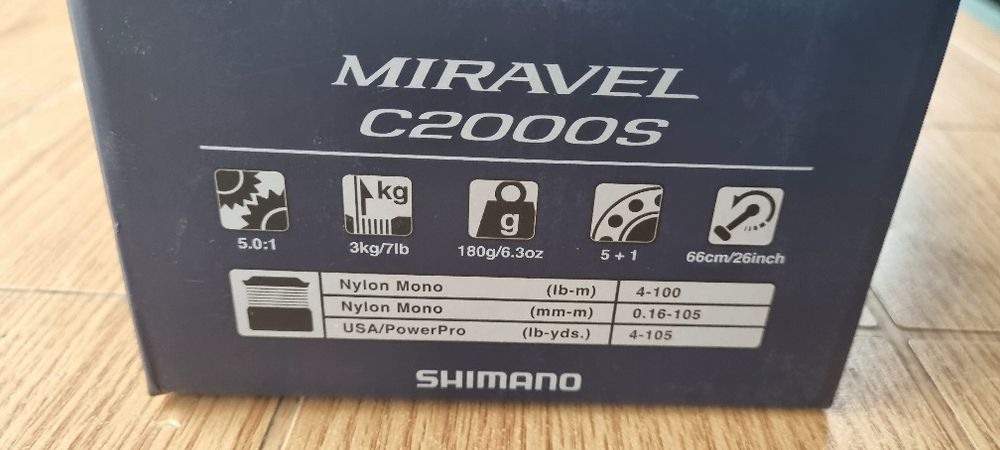 MIRAVEL
C2000S
kg
g
5.0:1
3kg/7lb
180g/6.3oz
5 + 1
66cm/26inch
Nylon Mono (lb-m) 4-100
Nylon Mono (mm-m) 0.16-105
USA/PowerPro (lb-yds.) 4-105
SHIMANO